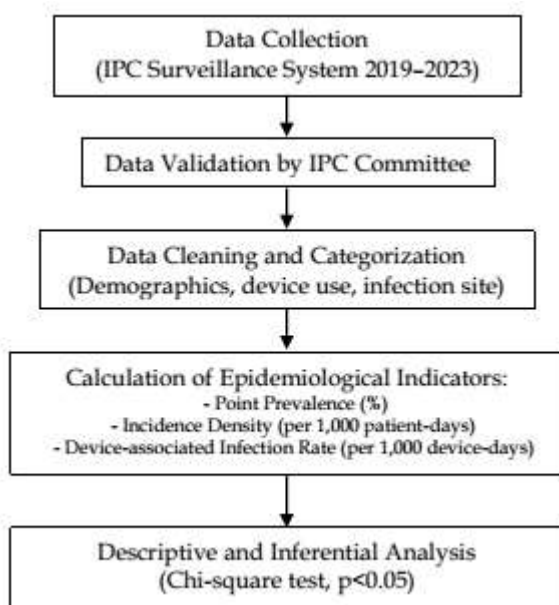 Data Collection
(IPC Surveillance System 2019–2023)
Data Validation by IPC Committee
Data Cleaning and Categorization
(Demographics, device use, infection site)
Calculation of Epidemiological Indicators:
- Point Prevalence (%)
- Incidence Density (per 1,000 patient-days)
- Device-associated Infection Rate (per 1,000 device-days)
Descriptive and Inferential Analysis
(Chi-square test, p<0.05)